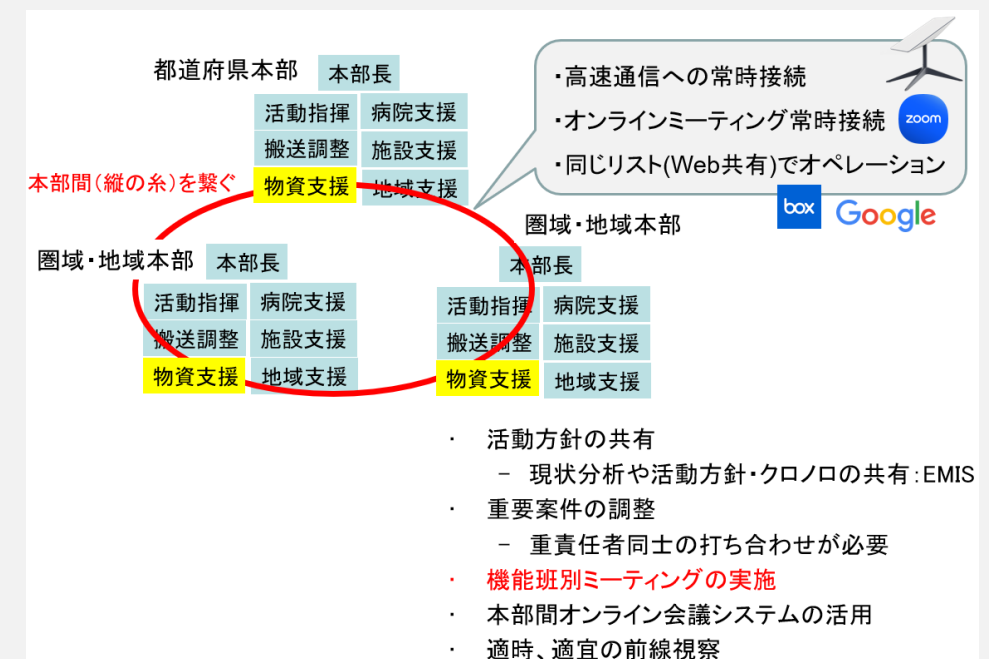 都道府県本部
本部長
活動指揮 病院支援
搬送調整 施設支援
物資支援 地域支援
・高速通信への常時接続
・オンラインミーティング常時接続
zoom
・同じリスト(Web共有)でオペレーション
box Google
本部間(縦の糸)を繋ぐ
圏域・地域本部
本部長
活動指揮 病院支援
搬送調整 施設支援
物資支援 地域支援
圏域・地域本部
本部長
活動指揮 病院支援
搬送調整 施設支援
物資支援 地域支援
・ 活動方針の共有
－ 現状分析や活動方針・クロノロの共有:EMIS
・ 重要案件の調整
－ 重責任者同士の打ち合わせが必要
・ 機能班別ミーティングの実施
・ 本部間オンライン会議システムの活用
・ 適時、適宜の前線視察